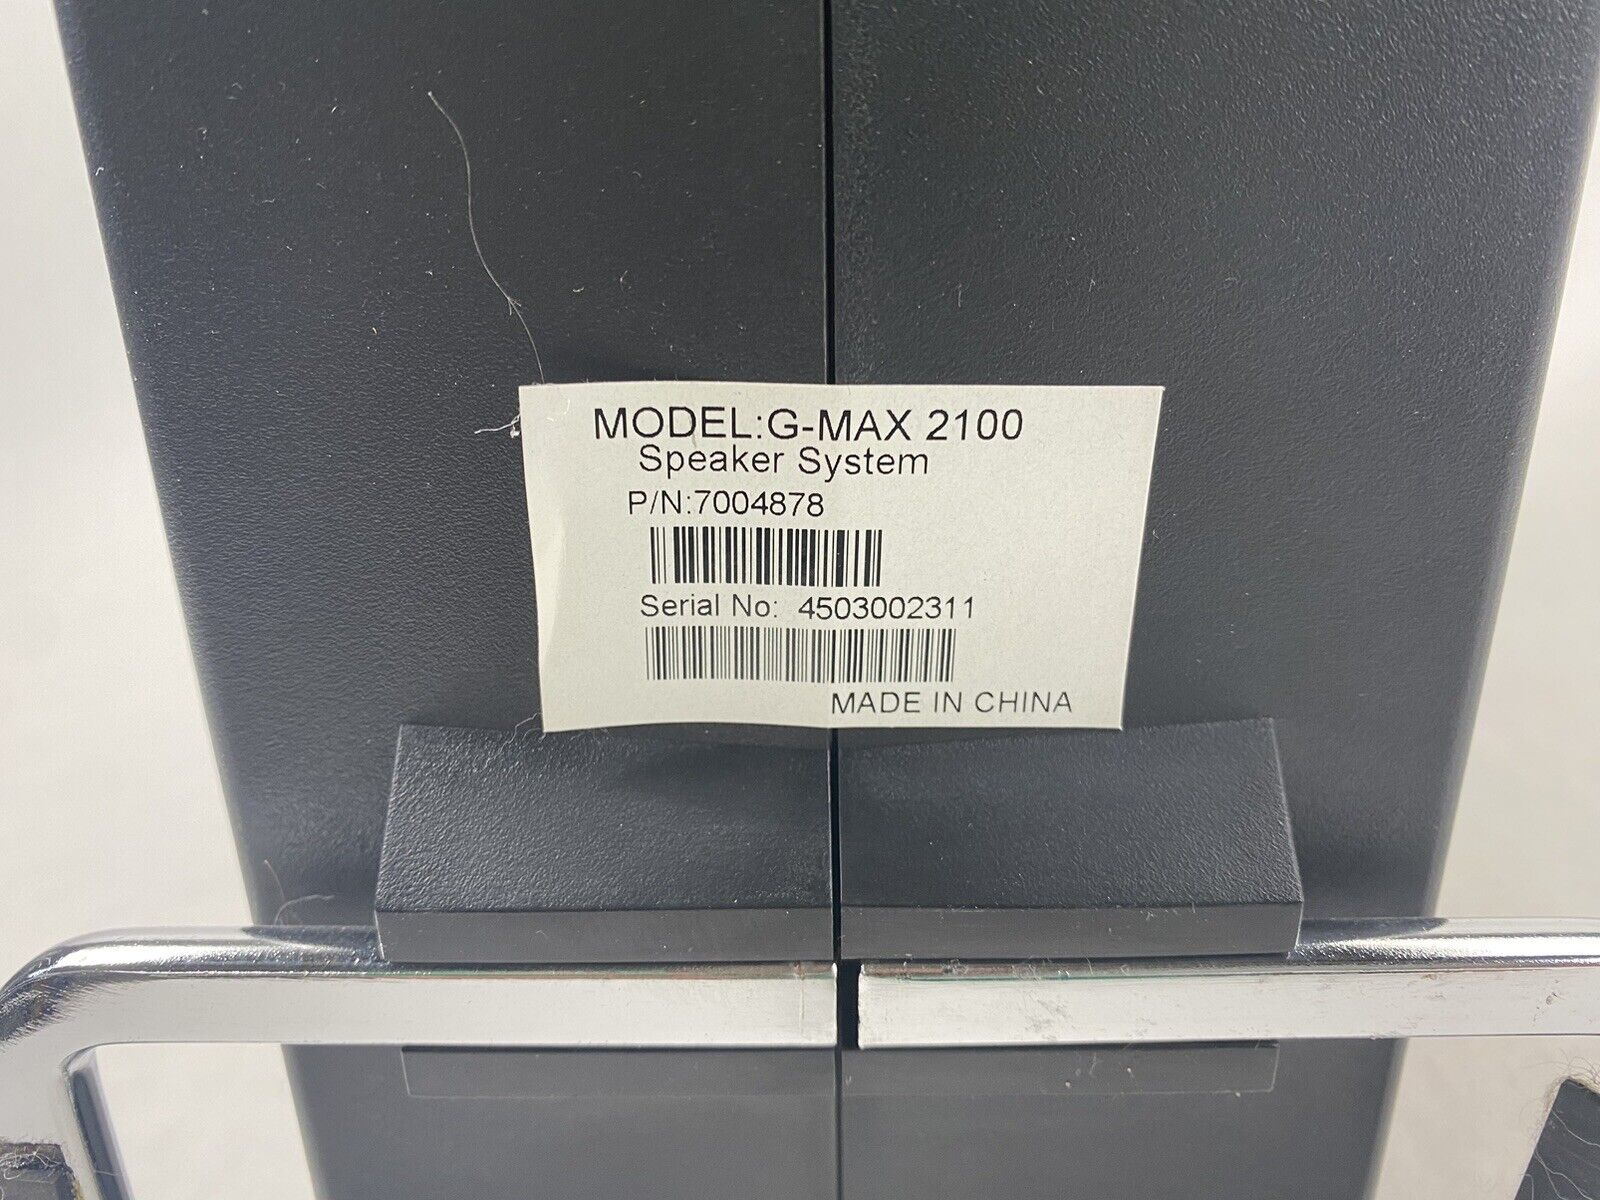 MODEL:G-MAX 2100
Speaker System
P/N:7004878
Serial No: 4503002311
MADE IN CHINA